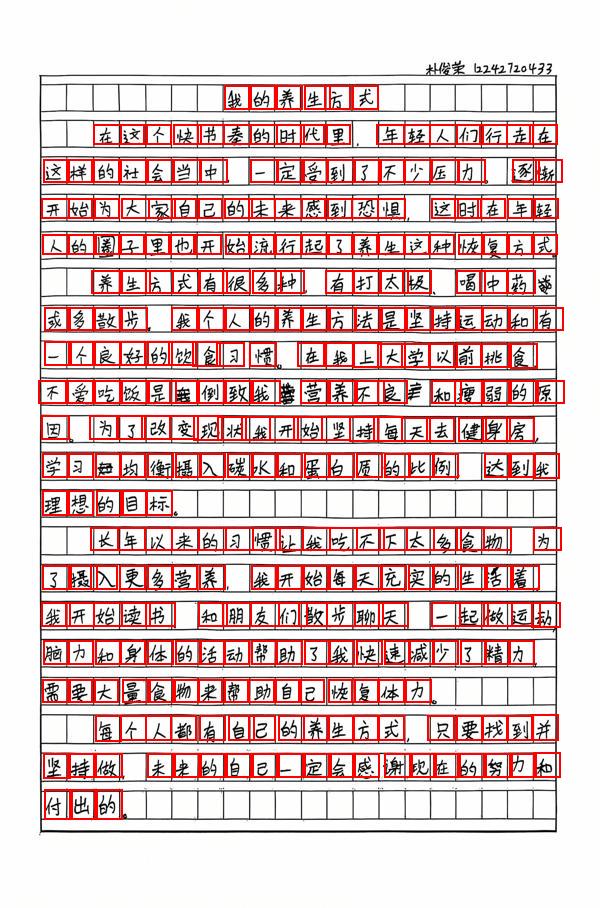 朴俊荣 12242720433
我的养生方式
在这个快节奏的时代里，年轻人们行走在
这样的社会当中，一定受到了不少压力。逐渐
开始为大家自己的未来感到恐惧，这时在年轻
人的圈子里也开始流行起了养生这种恢复方式。
养生方式有很多种，有打太极、喝中药
或多散步。我个人的养生方法是坚持运动和有
一个良好的饮食习惯。在我上大学以前挑食
不爱吃饭是 倒致我 营养不良 和瘦弱的原
因。为了改变现状我开始坚持每天去健身房，
学习 均衡摄入碳水和蛋白质的比例，达到我
理想的目标。
长年以来的习惯让我吃不下太多食物，为
了摄入更多营养，我开始每天充实的生活着，
我开始读书，和朋友们散步聊天，一起做运动，
脑力和身体的活动帮助了我快速减少了精力，
需要大量食物来帮助自己恢复体力。
每个人都有自己的养生方式，只要找到并
坚持做，未来的自己一定会感谢现在的努力和
付出的。